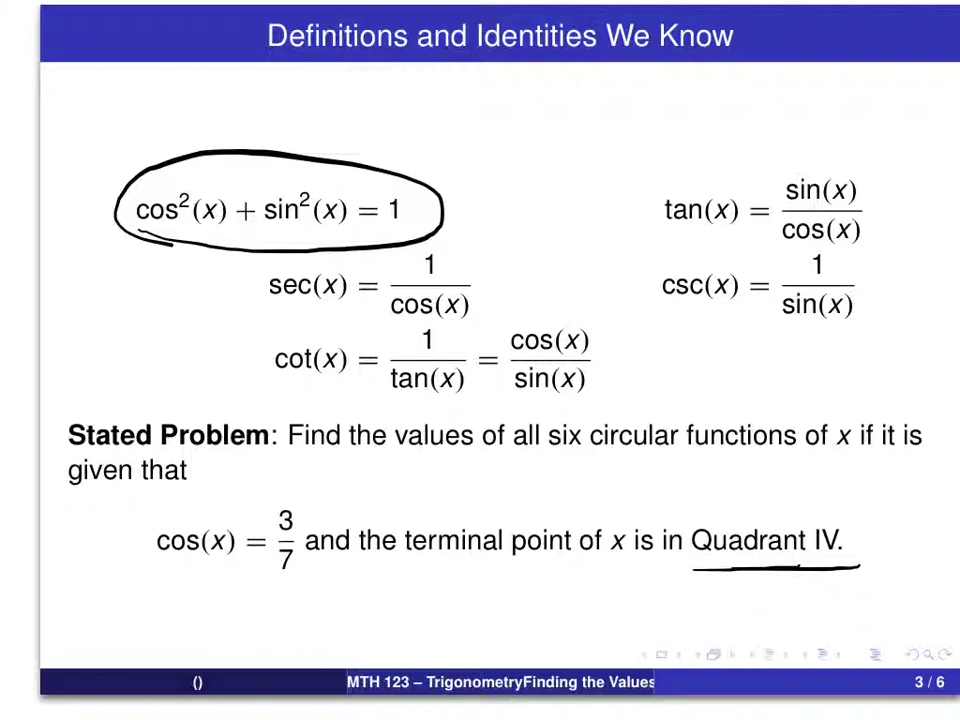 Definitions and Identities We Know
cos²(x) + sin²(x) = 1
tan(x) = sin(x)/cos(x)
sec(x) = 1/cos(x)
csc(x) = 1/sin(x)
cot(x) = 1/tan(x) = cos(x)/sin(x)
Stated Problem: Find the values of all six circular functions of x if it is
given that
cos(x) = 3/7 and the terminal point of x is in Quadrant IV.
() MTH 123 – TrigonometryFinding the Values 3 / 6